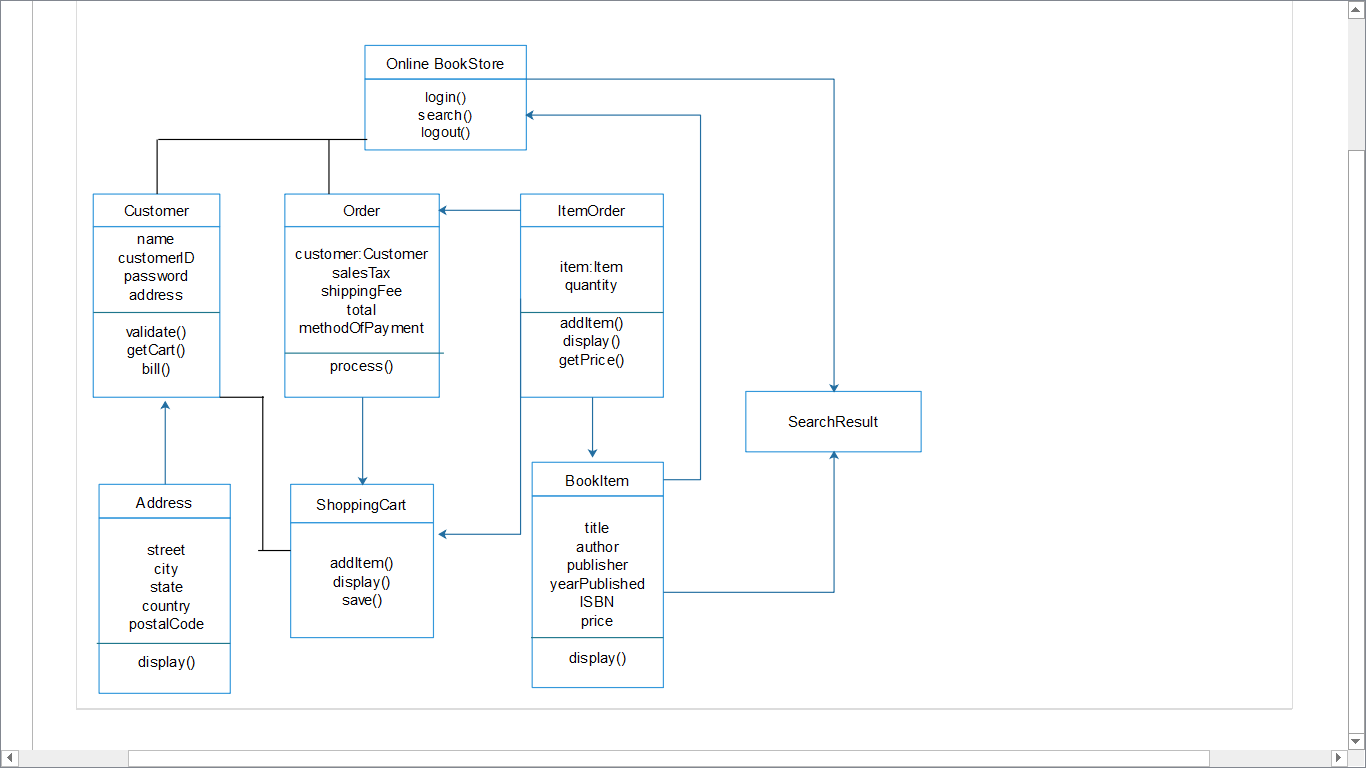 Online BookStore
login()
search()
logout()
Customer
name
customerID
password
address
validate()
getCart()
bill()
Order
customer:Customer
salesTax
shippingFee
total
methodOfPayment
process()
ItemOrder
item:Item
quantity
addItem()
display()
getPrice()
SearchResult
Address
street
city
state
country
postalCode
display()
ShoppingCart
addItem()
display()
save()
BookItem
title
author
publisher
yearPublished
ISBN
price
display()